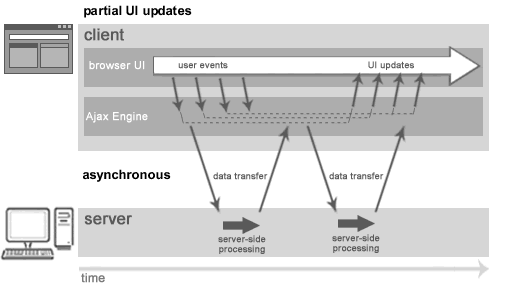 partial UI updates
client
browser UI
user events
UI updates
Ajax Engine
asynchronous
data transfer
data transfer
server
server-side
processing
server-side
processing
time